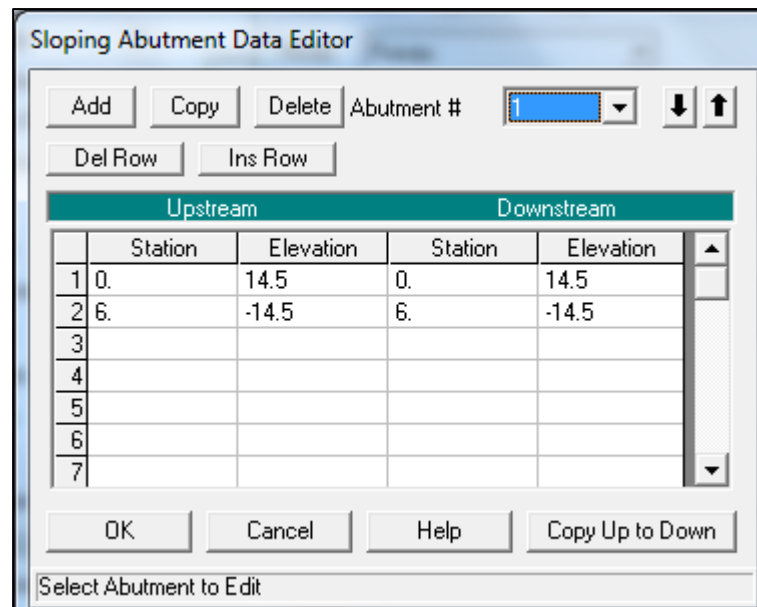 Sloping Abutment Data Editor
Add Copy Delete Abutment # 1
Del Row Ins Row
Upstream Downstream
Station Elevation Station Elevation
1 0. 14.5 0. 14.5
2 6. -14.5 6. -14.5
3
4
5
6
7
OK Cancel Help Copy Up to Down
Select Abutment to Edit